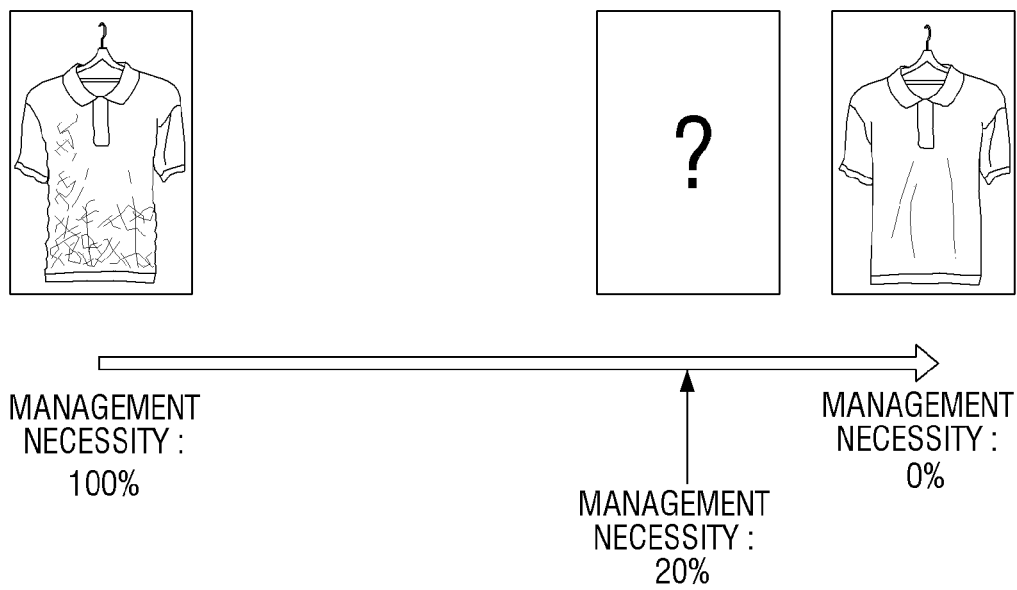 ?
MANAGEMENT
NECESSITY :
100%
MANAGEMENT
NECESSITY :
20%
MANAGEMENT
NECESSITY :
0%